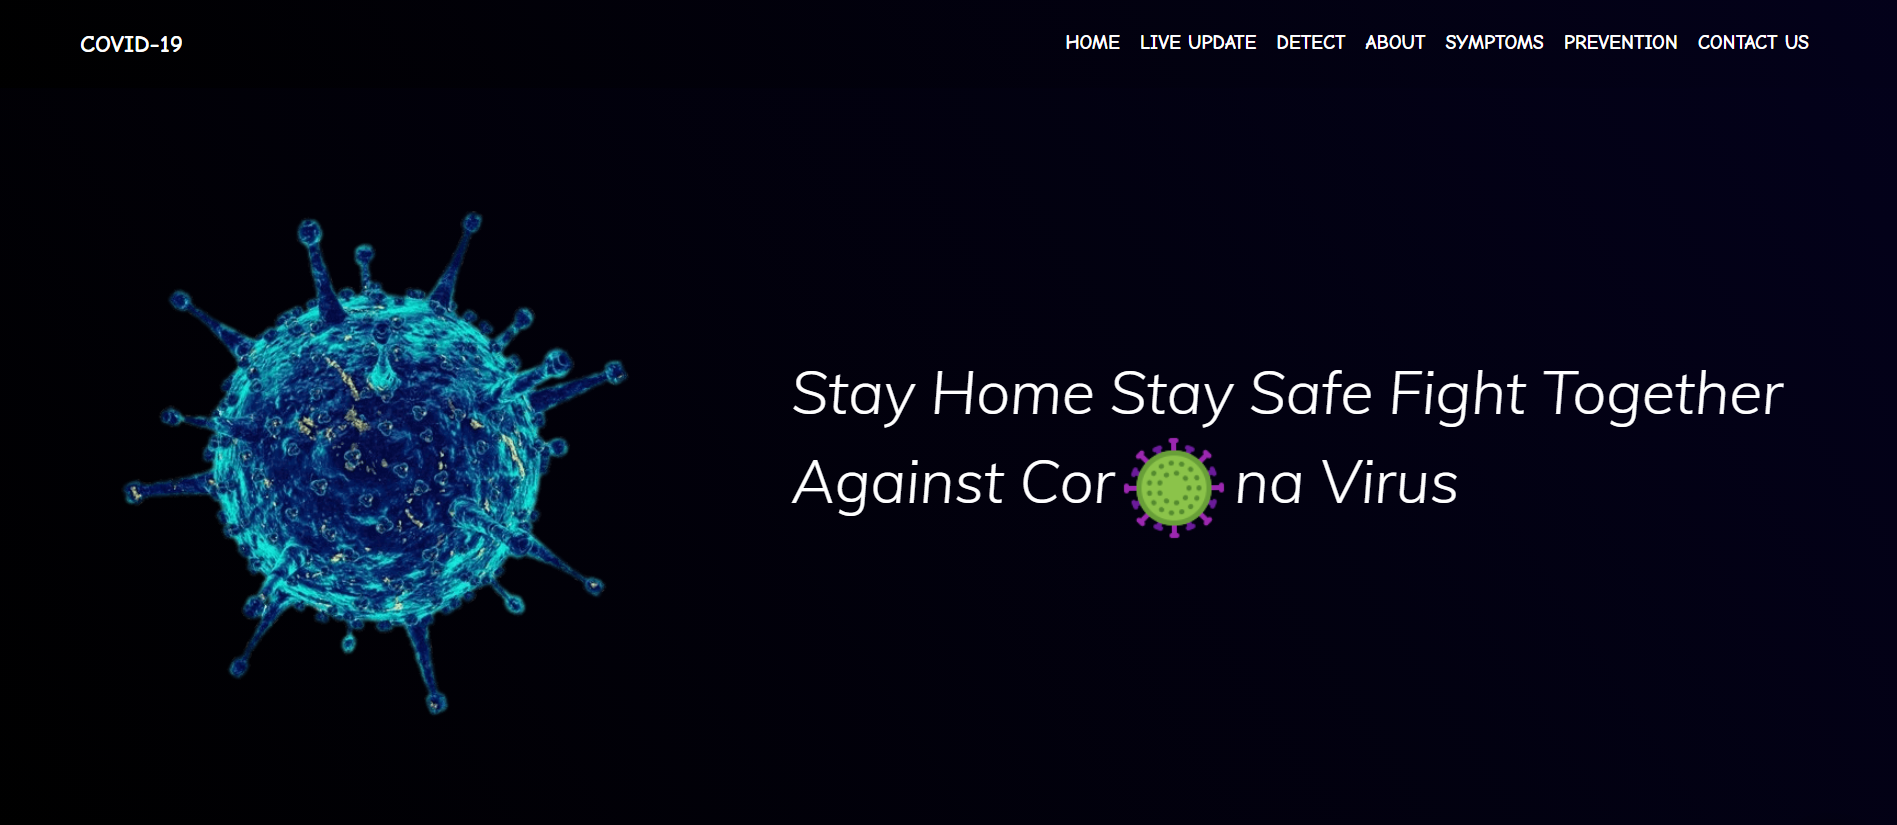 COVID-19
HOME LIVE UPDATE DETECT ABOUT SYMPTOMS PREVENTION CONTACT US
Stay Home Stay Safe Fight Together
Against Cor na Virus